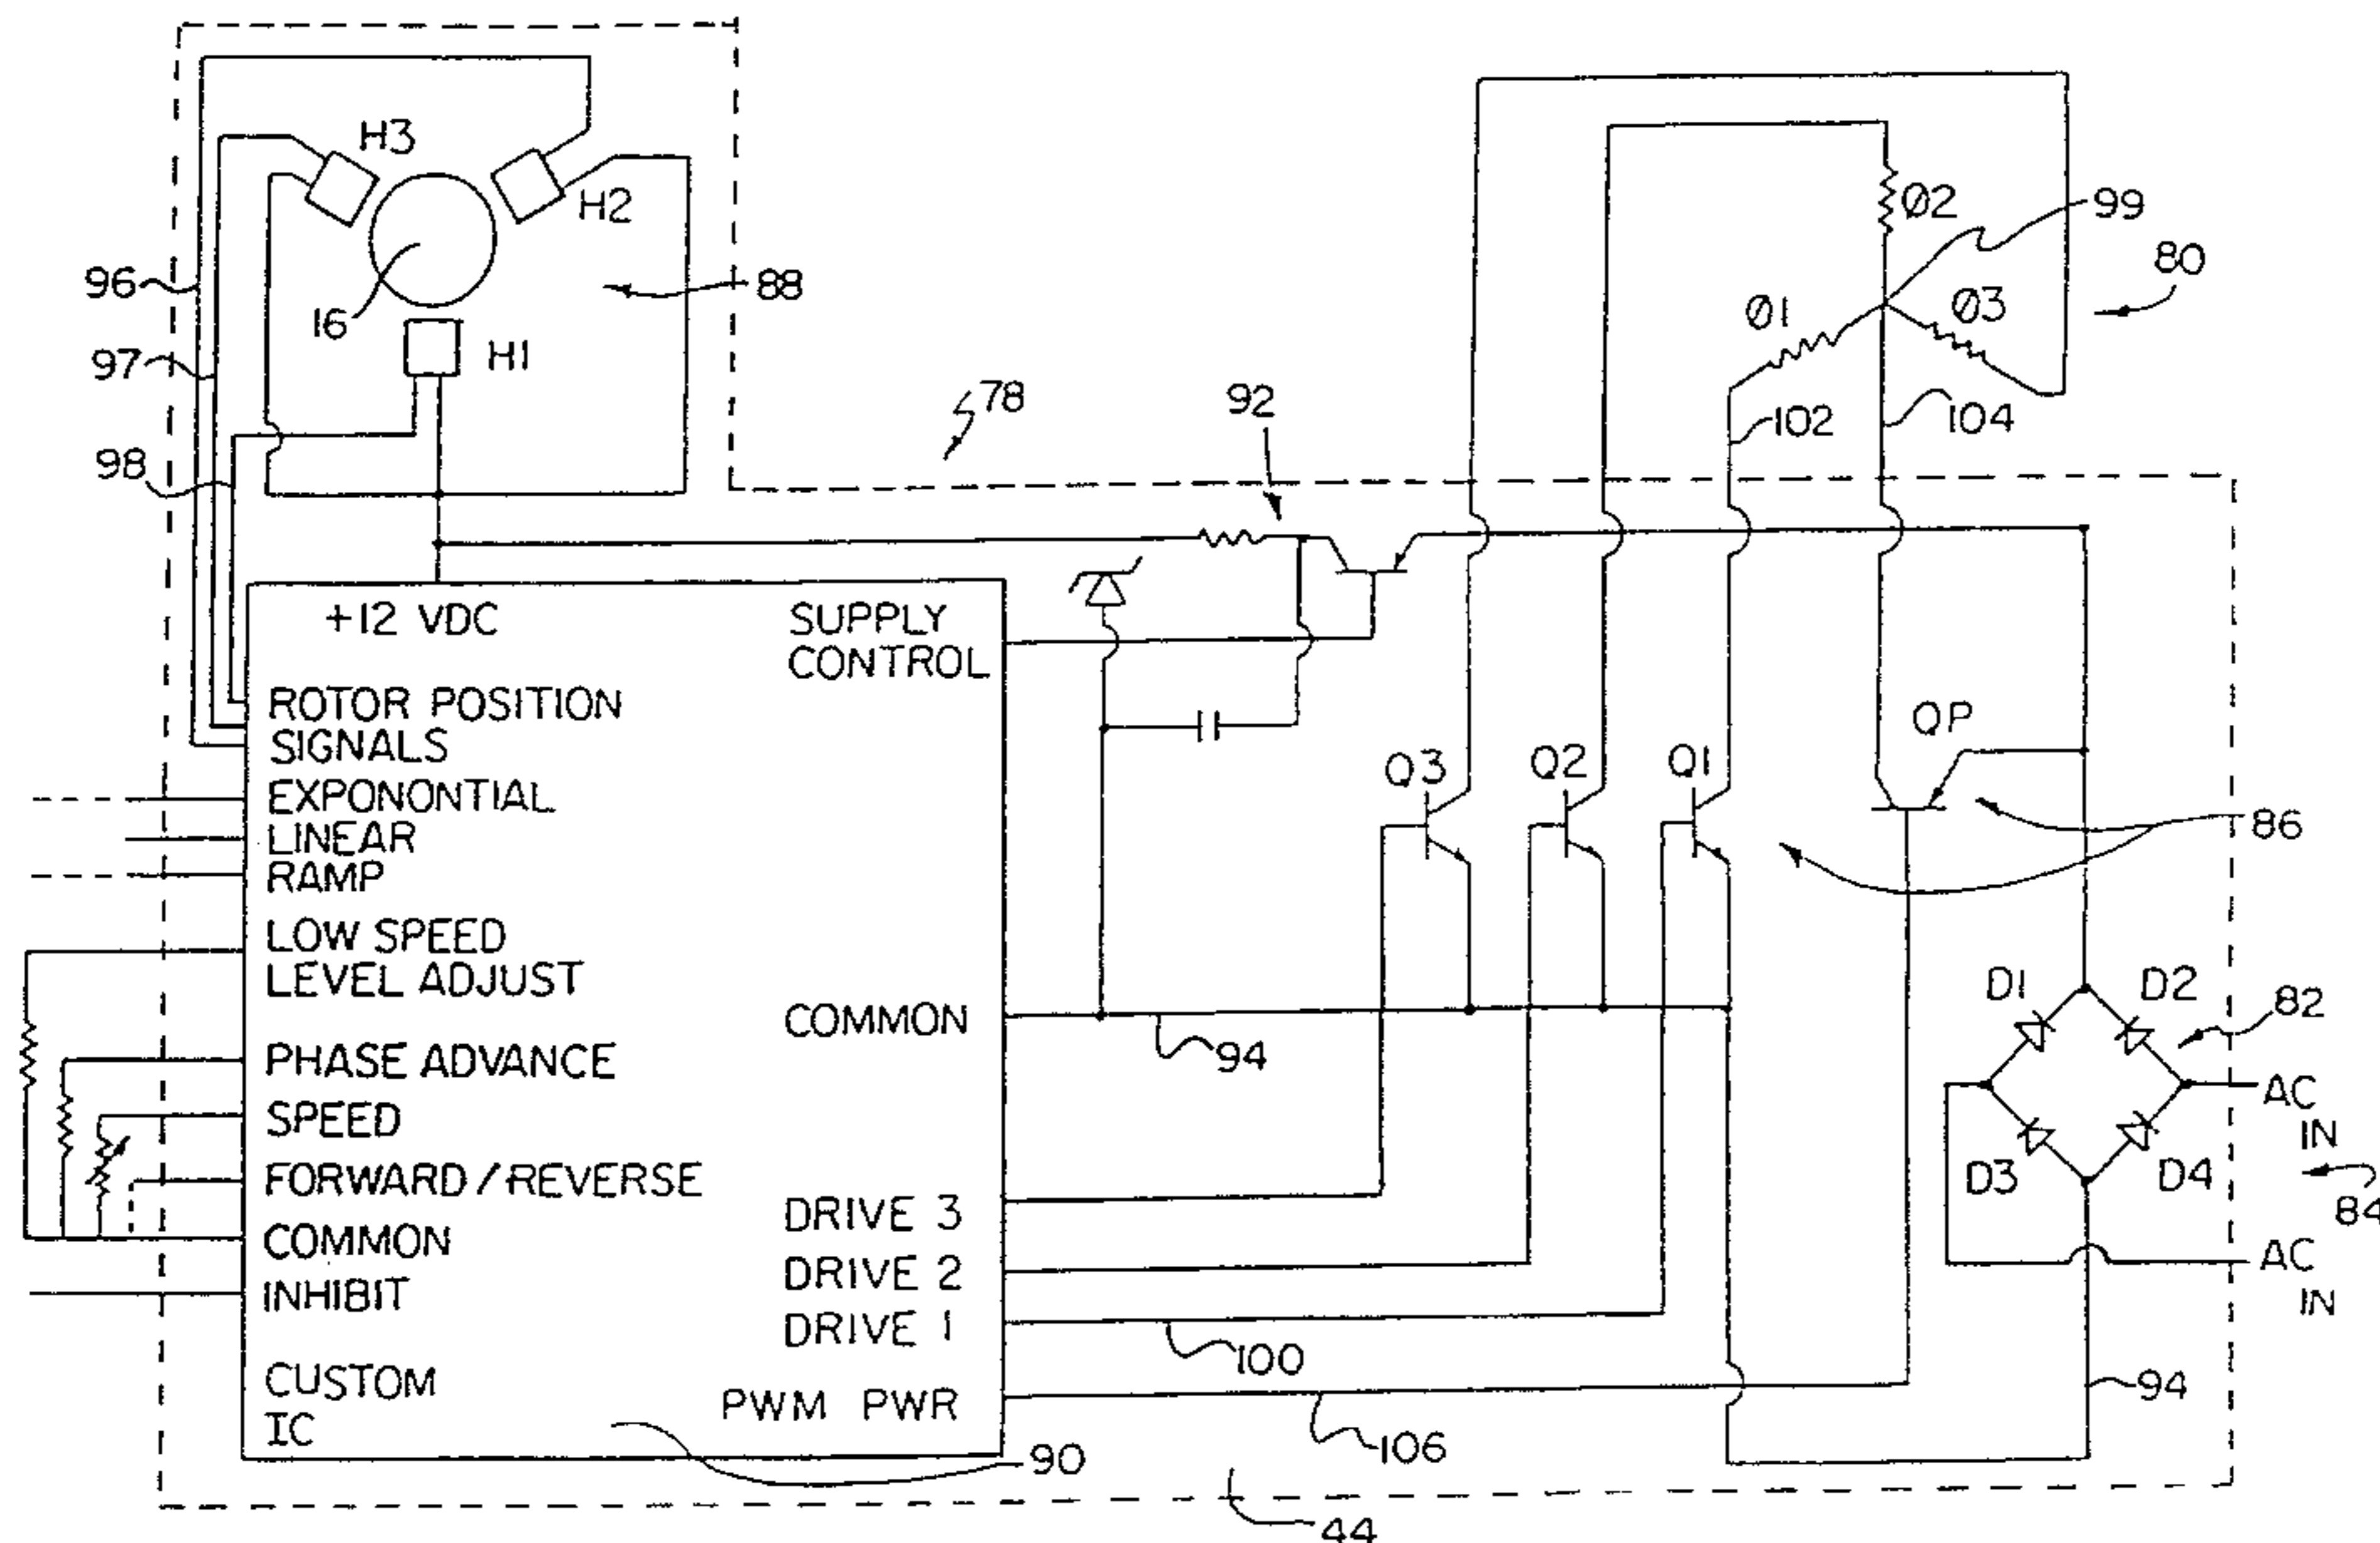 H3
H2
96
88
16
97
H1
98
78
92
Ø2
99
80
Ø1
Ø3
102
104
+12 VDC
SUPPLY
CONTROL
ROTOR POSITION
SIGNALS
EXPONONTIAL
LINEAR
RAMP
LOW SPEED
LEVEL ADJUST
COMMON
PHASE ADVANCE
SPEED
FORWARD/REVERSE
COMMON
INHIBIT
DRIVE 3
DRIVE 2
DRIVE 1
CUSTOM
IC
PWM PWR
90
Q3
Q2
Q1
QP
86
94
D1
D2
82
AC
IN
D3
D4
84
AC
IN
100
94
106
44